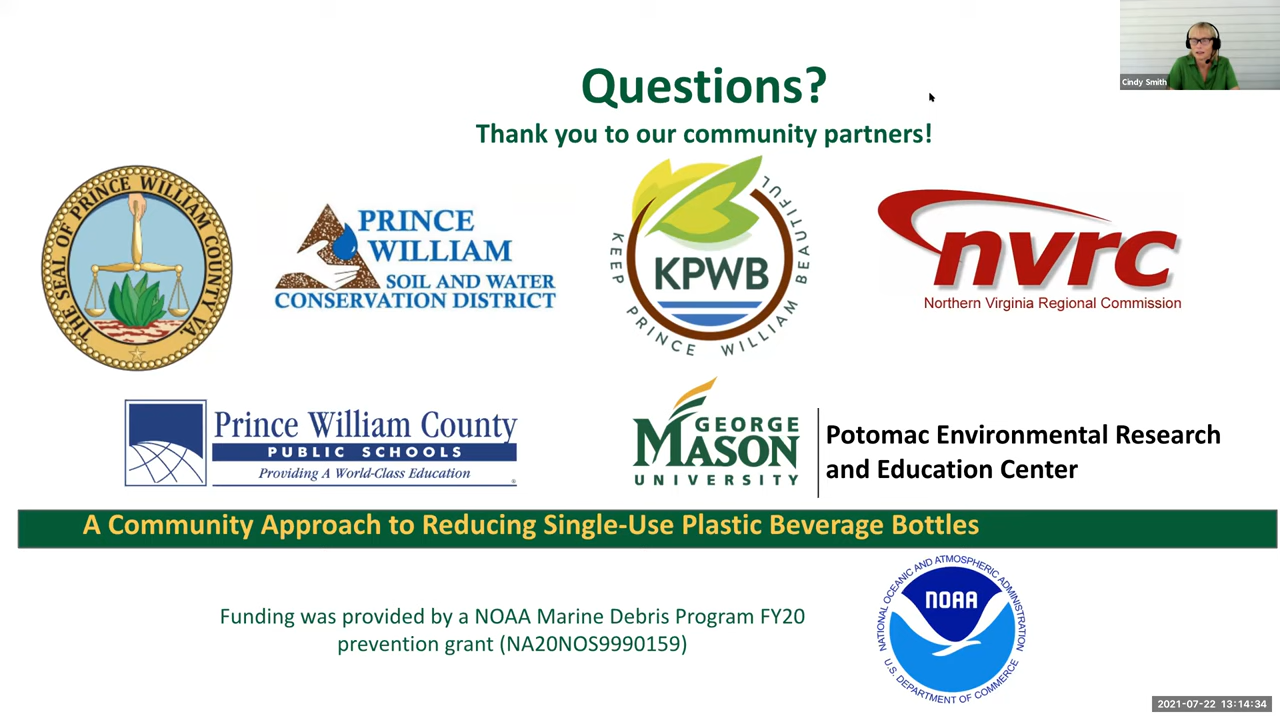 Questions?
Cindy Smith
Thank you to our community partners!
THE SEAL OF PRINCE WILLIAM COUNTY VA.
PRINCE
WILLIAM
SOIL AND WATER
CONSERVATION DISTRICT
KEEP PRINCE WILLIAM BEAUTIFUL
KPWB
nvrc
Northern Virginia Regional Commission
Prince William County
PUBLIC SCHOOLS
Providing A World-Class Education
GEORGE
MASON
UNIVERSITY
Potomac Environmental Research
and Education Center
A Community Approach to Reducing Single-Use Plastic Beverage Bottles
Funding was provided by a NOAA Marine Debris Program FY20
prevention grant (NA20NOS9990159)
NATIONAL OCEANIC AND ATMOSPHERIC ADMINISTRATION
NOAA
U.S. DEPARTMENT OF COMMERCE
2021-07-22 13:14:34